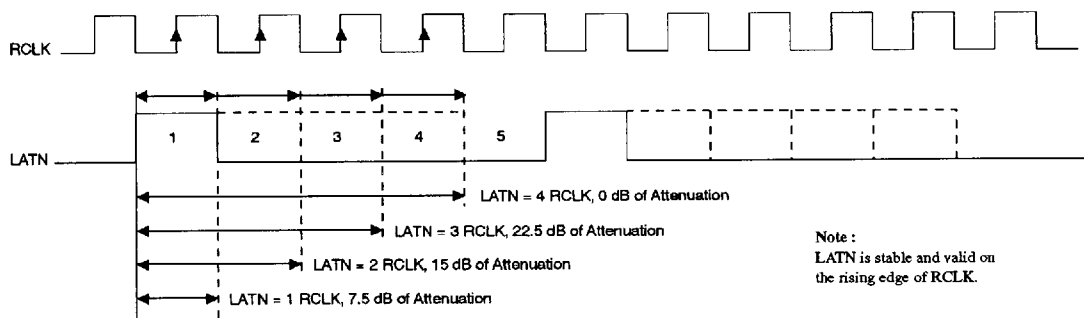 RCLK
1 2 3 4 5
LATN
LATN = 4 RCLK, 0 dB of Attenuation
LATN = 3 RCLK, 22.5 dB of Attenuation
LATN = 2 RCLK, 15 dB of Attenuation
LATN = 1 RCLK, 7.5 dB of Attenuation
Note :
LATN is stable and valid on
the rising edge of RCLK.